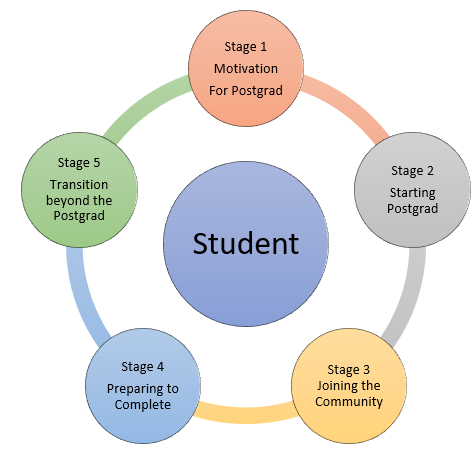 Stage 1
Motivation
For Postgrad
Stage 2
Starting
Postgrad
Stage 3
Joining the
Community
Stage 4
Preparing to
Complete
Stage 5
Transition
beyond the
Postgrad
Student